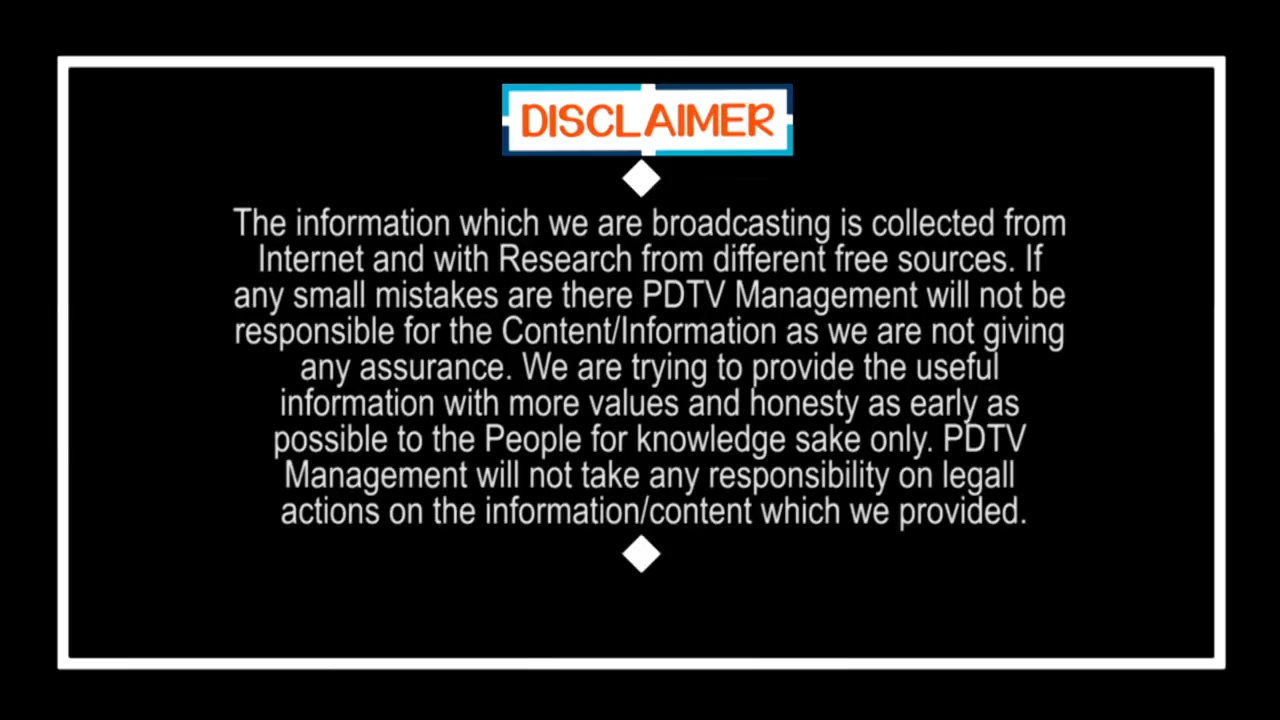 DISCLAIMER
The information which we are broadcasting is collected from
Internet and with Research from different free sources. If
any small mistakes are there PDTV Management will not be
responsible for the Content/Information as we are not giving
any assurance. We are trying to provide the useful
information with more values and honesty as early as
possible to the People for knowledge sake only. PDTV
Management will not take any responsibility on legall
actions on the information/content which we provided.